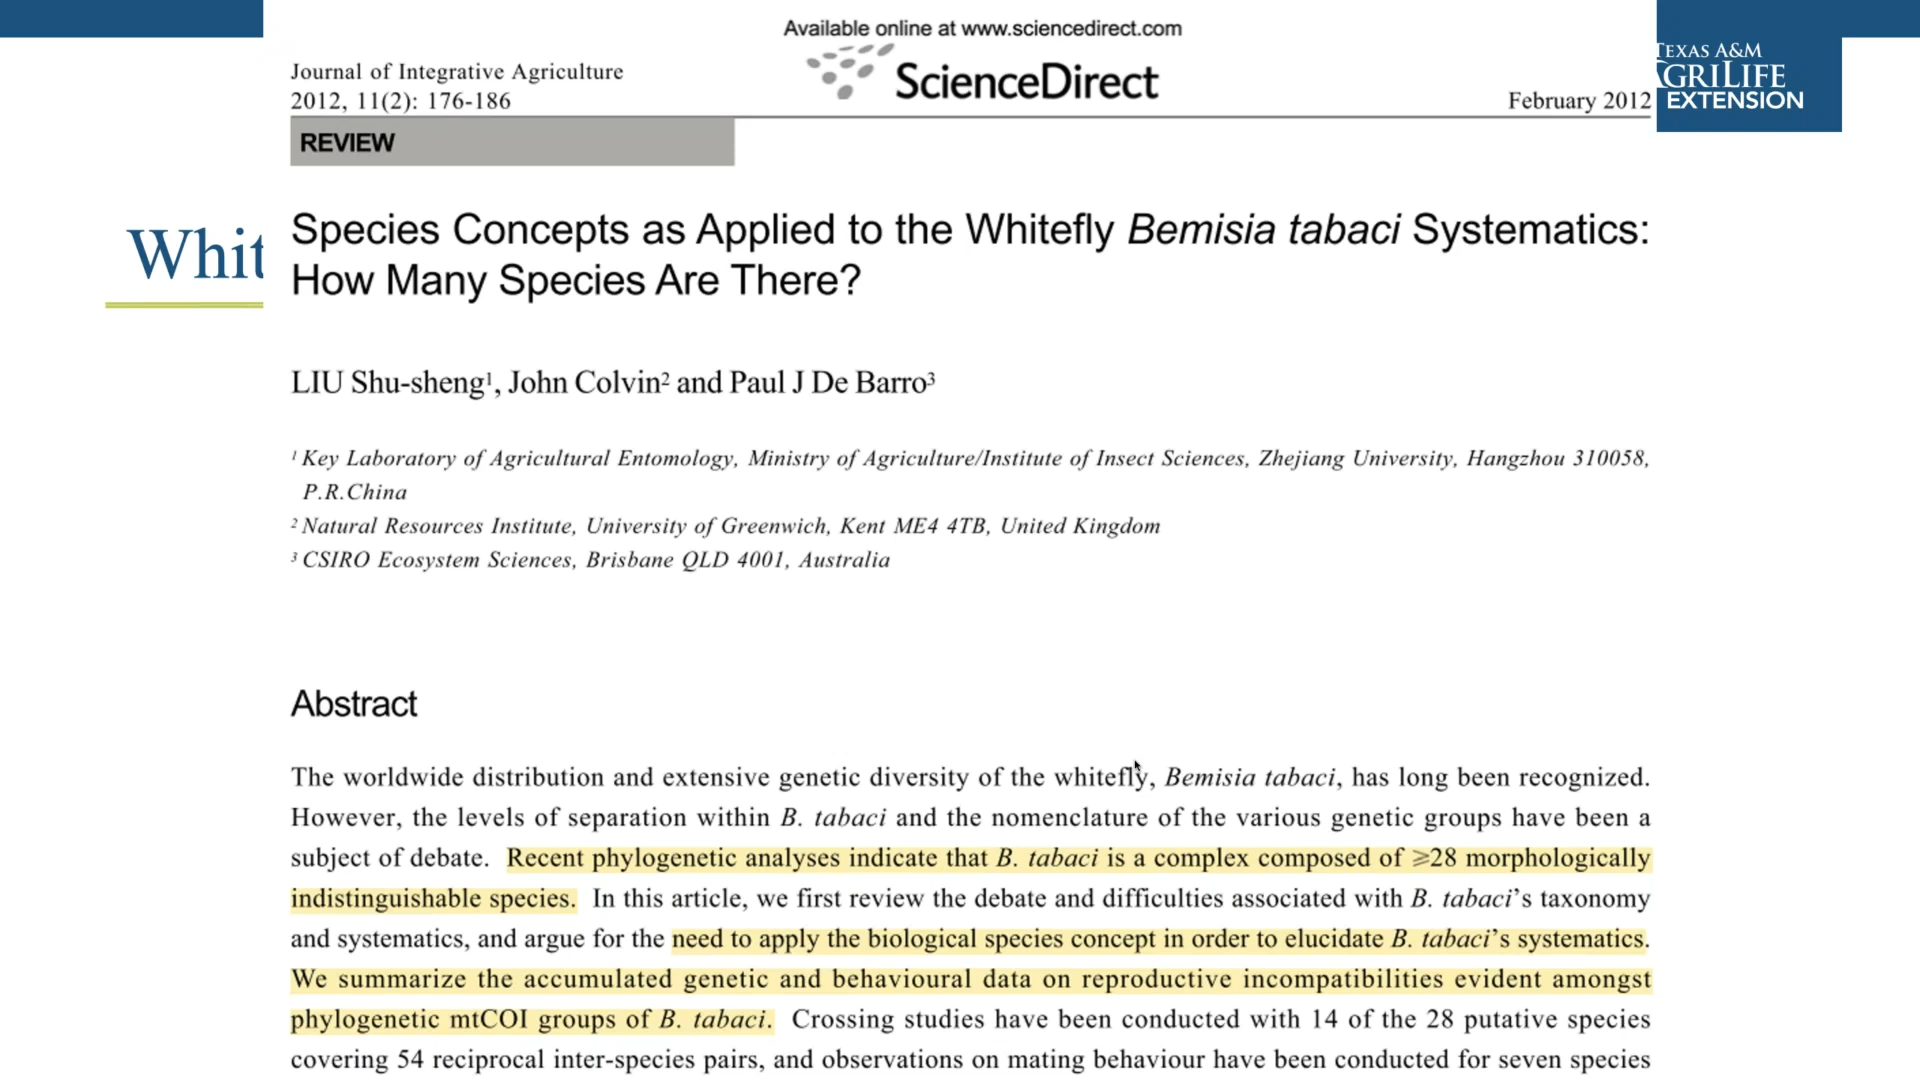 Available online at www.sciencedirect.com
Journal of Integrative Agriculture
2012, 11(2): 176-186
ScienceDirect
February 2012
TEXAS A&M
AGRILIFE
EXTENSION
REVIEW
Whit
Species Concepts as Applied to the Whitefly Bemisia tabaci Systematics:
How Many Species Are There?
LIU Shu-sheng¹, John Colvin² and Paul J De Barro³
¹ Key Laboratory of Agricultural Entomology, Ministry of Agriculture/Institute of Insect Sciences, Zhejiang University, Hangzhou 310058,
P.R.China
² Natural Resources Institute, University of Greenwich, Kent ME4 4TB, United Kingdom
³ CSIRO Ecosystem Sciences, Brisbane QLD 4001, Australia
Abstract
The worldwide distribution and extensive genetic diversity of the whitefly, Bemisia tabaci, has long been recognized.
However, the levels of separation within B. tabaci and the nomenclature of the various genetic groups have been a
subject of debate. Recent phylogenetic analyses indicate that B. tabaci is a complex composed of ⩾28 morphologically
indistinguishable species. In this article, we first review the debate and difficulties associated with B. tabaci's taxonomy
and systematics, and argue for the need to apply the biological species concept in order to elucidate B. tabaci's systematics.
We summarize the accumulated genetic and behavioural data on reproductive incompatibilities evident amongst
phylogenetic mtCOI groups of B. tabaci. Crossing studies have been conducted with 14 of the 28 putative species
covering 54 reciprocal inter-species pairs, and observations on mating behaviour have been conducted for seven species